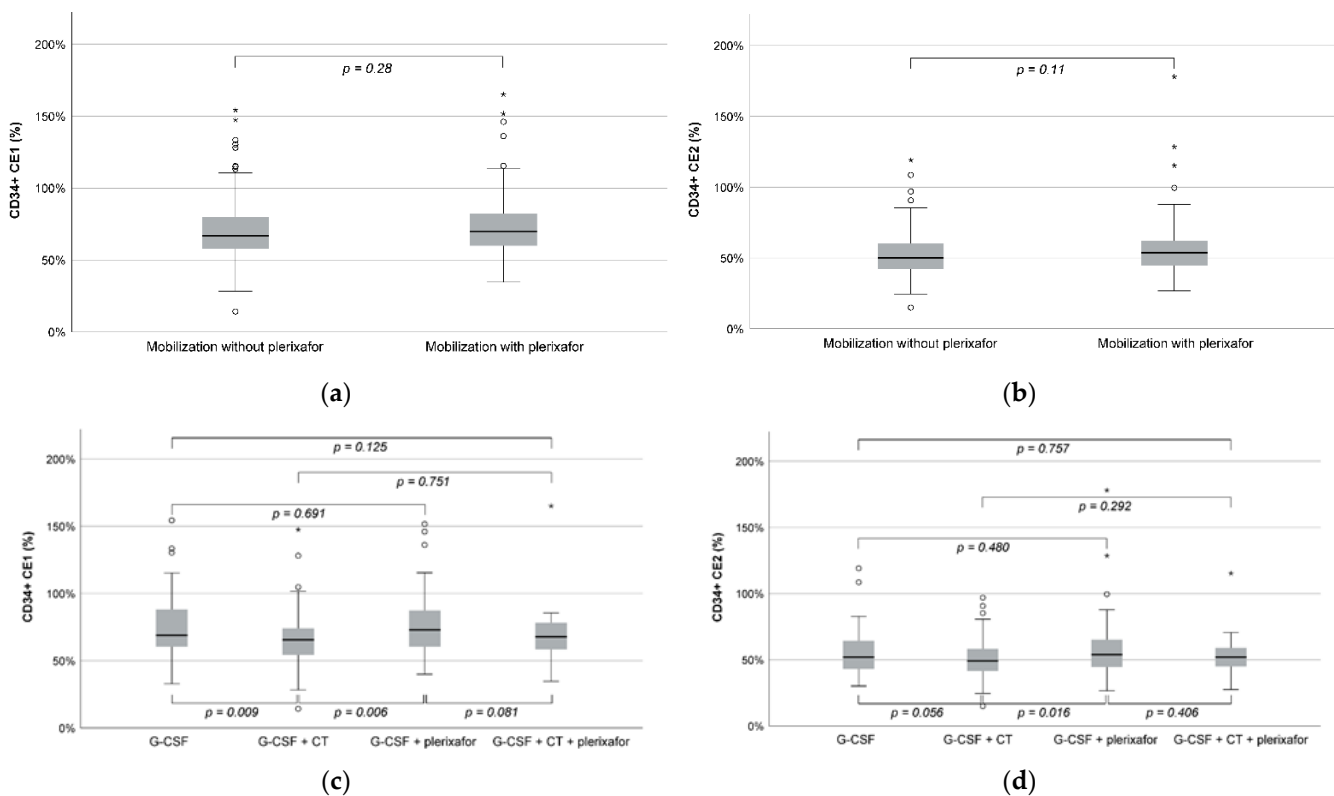 200%
150%
100%
50%
0%
CD34+ CE1 (%)
p = 0.28
Mobilization without plerixafor
Mobilization with plerixafor
(a)
200%
150%
100%
50%
0%
CD34+ CE2 (%)
p = 0.11
Mobilization without plerixafor
Mobilization with plerixafor
(b)
200%
150%
100%
50%
0%
CD34+ CE1 (%)
p = 0.125
p = 0.751
p = 0.691
p = 0.009
p = 0.006
p = 0.081
G-CSF
G-CSF + CT
G-CSF + plerixafor
G-CSF + CT + plerixafor
(c)
200%
150%
100%
50%
0%
CD34+ CE2 (%)
p = 0.757
p = 0.292
p = 0.480
p = 0.056
p = 0.016
p = 0.406
G-CSF
G-CSF + CT
G-CSF + plerixafor
G-CSF + CT + plerixafor
(d)